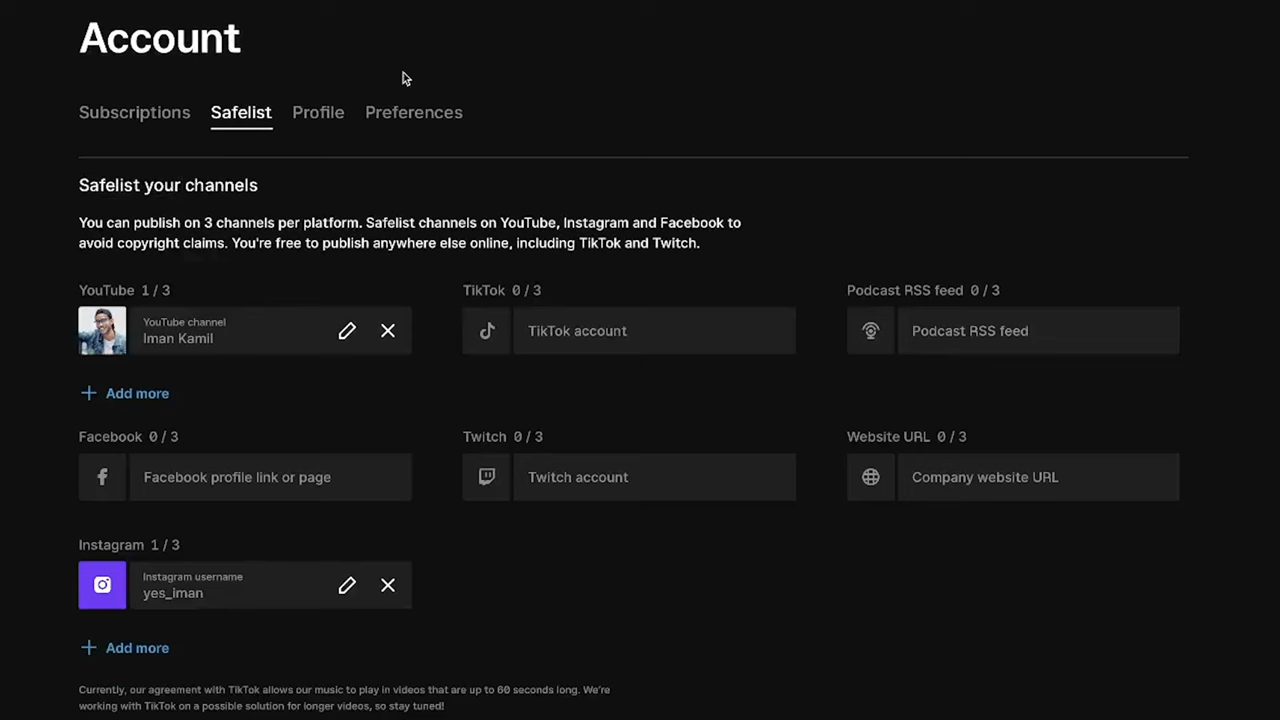 Account
Subscriptions Safelist Profile Preferences
Safelist your channels
You can publish on 3 channels per platform. Safelist channels on YouTube, Instagram and Facebook to
avoid copyright claims. You're free to publish anywhere else online, including TikTok and Twitch.
YouTube 1 / 3 TikTok 0 / 3 Podcast RSS feed 0 / 3
YouTube channel
Iman Kamil
TikTok account
Podcast RSS feed
Add more
Facebook 0 / 3 Twitch 0 / 3 Website URL 0 / 3
Facebook profile link or page Twitch account Company website URL
Instagram 1 / 3
Instagram username
yes_iman
Add more
Currently, our agreement with TikTok allows our music to play in videos that are up to 60 seconds long. We're
working with TikTok on a possible solution for longer videos, so stay tuned!